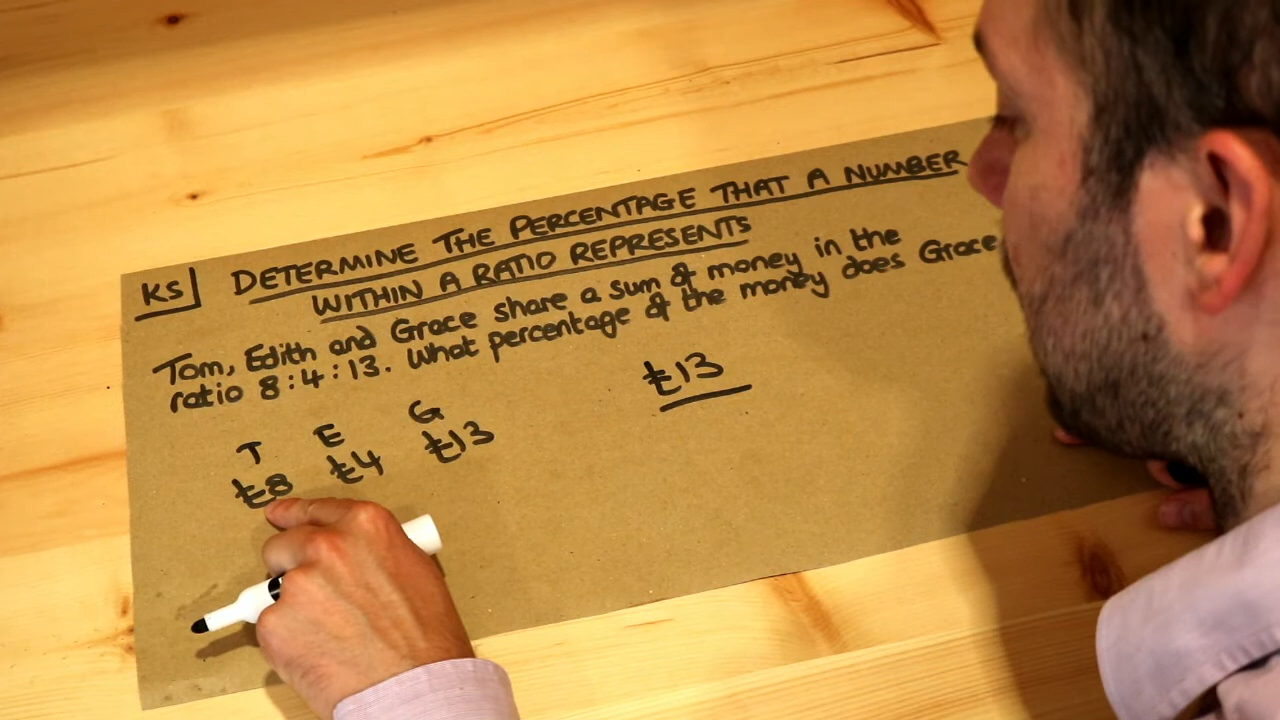 KS
DETERMINE THE PERCENTAGE THAT A NUMBER
WITHIN A RATIO REPRESENTS
Tom, Edith and Grace share a sum of money in the
ratio 8:4:13. What percentage of the money does Grace
T E G
£8 £4 £13
£13